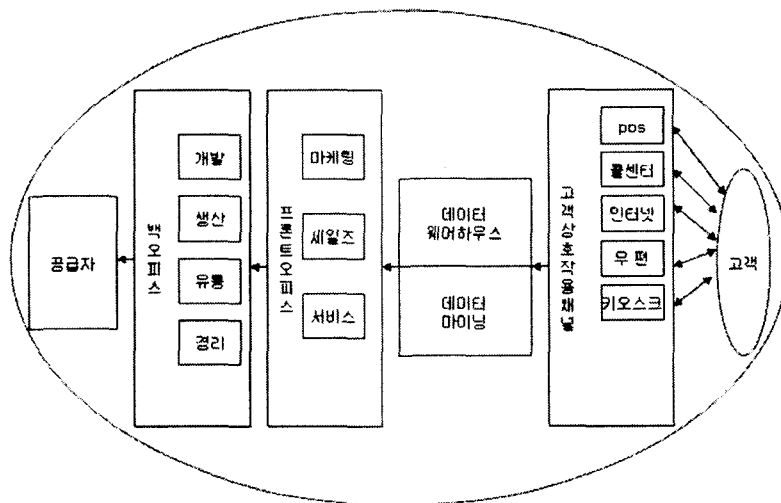 공급자
백오피스
개발
생산
유통
경리
프론트오피스
마케팅
세일즈
서비스
데이터
웨어하우스
데이터
마이닝
고객상호작용채널
pos
콜센터
인터넷
우 편
키오스크
고객